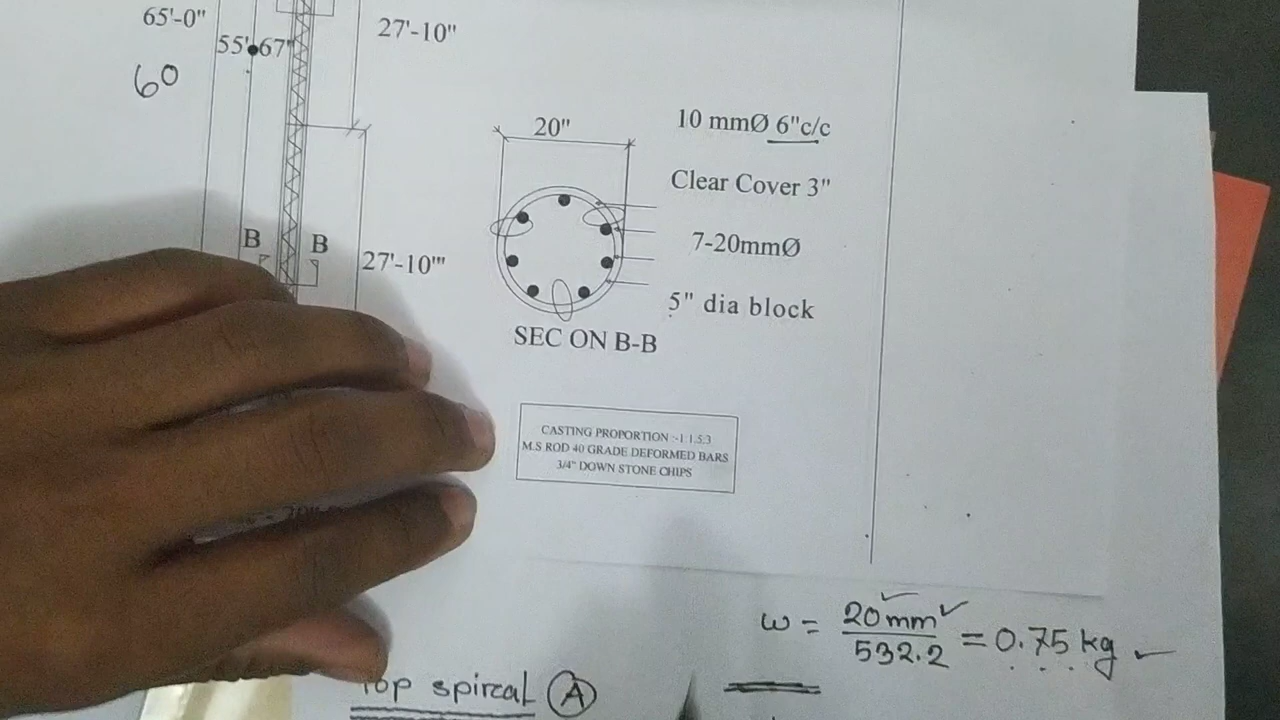 65'-0"
55'
67"
27'-10"
60
20"
10 mmØ 6"c/c
Clear Cover 3"
7-20mmØ
5" dia block
B
B
27'-10'"
SEC ON B-B
CASTING PROPORTION :-1.1.5.3
M.S ROD 40 GRADE DEFORMED BARS
3/4" DOWN STONE CHIPS
w = 20mm / 532.2 = 0.75 kg
Top spircal A